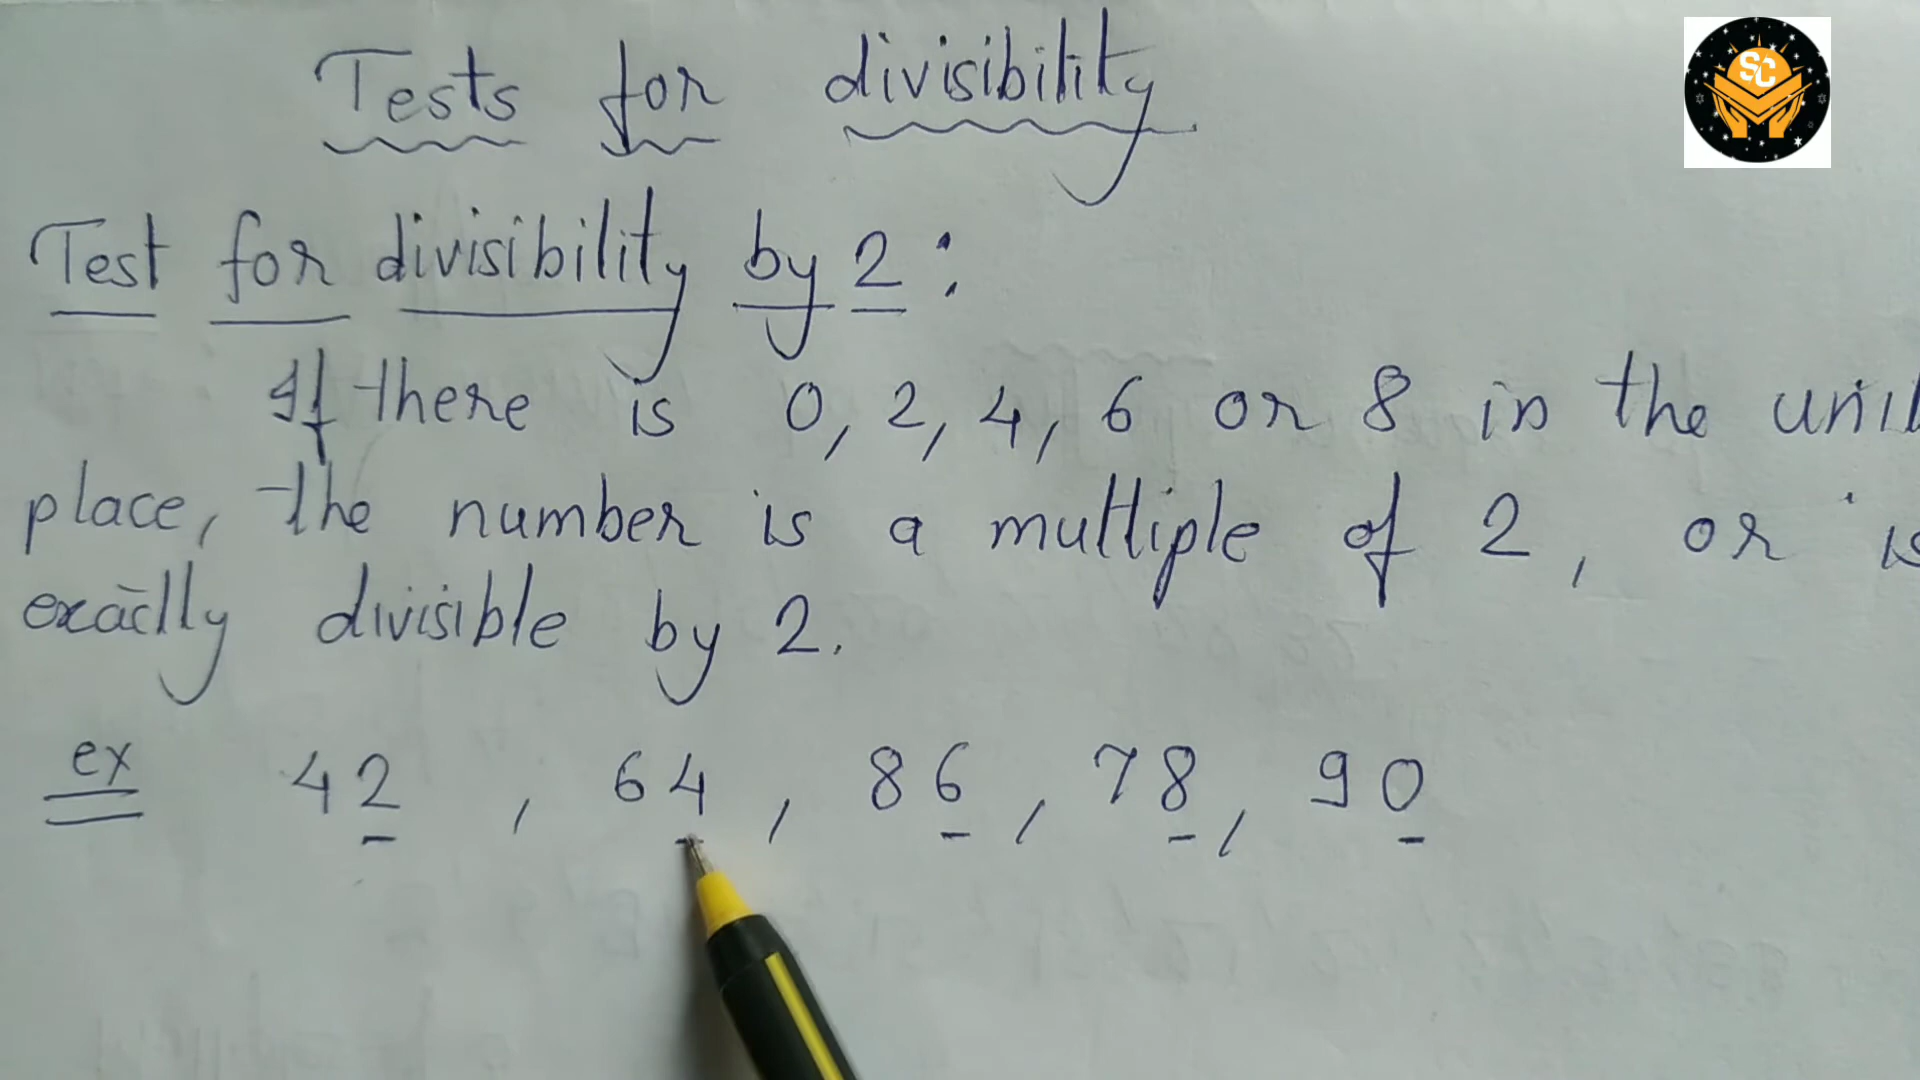 SC
Tests for divisibility
Test for divisibility by 2 :
If there is 0, 2, 4, 6 or 8 in the unit
place, the number is a multiple of 2, or is
exactly divisible by 2.
ex 42 , 64 , 86 , 78 , 90